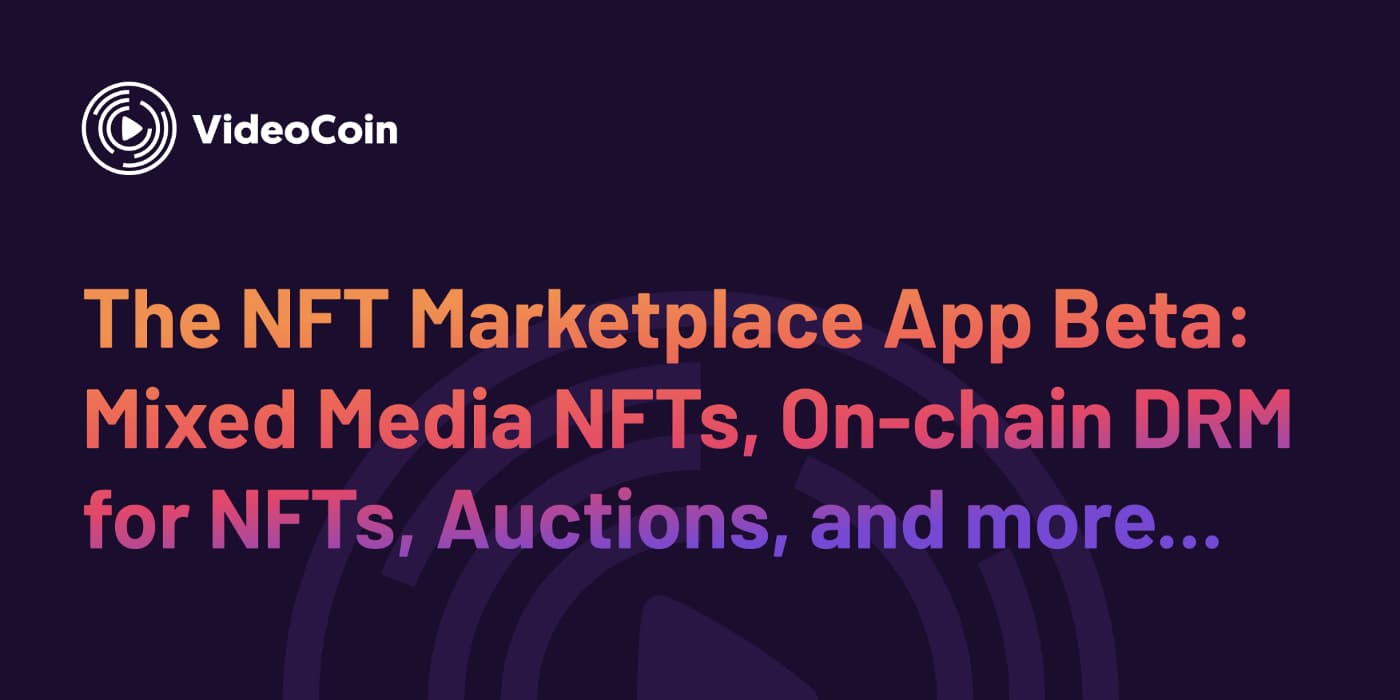 VideoCoin
The NFT Marketplace App Beta:
Mixed Media NFTs, On-chain DRM
for NFTs, Auctions, and more...